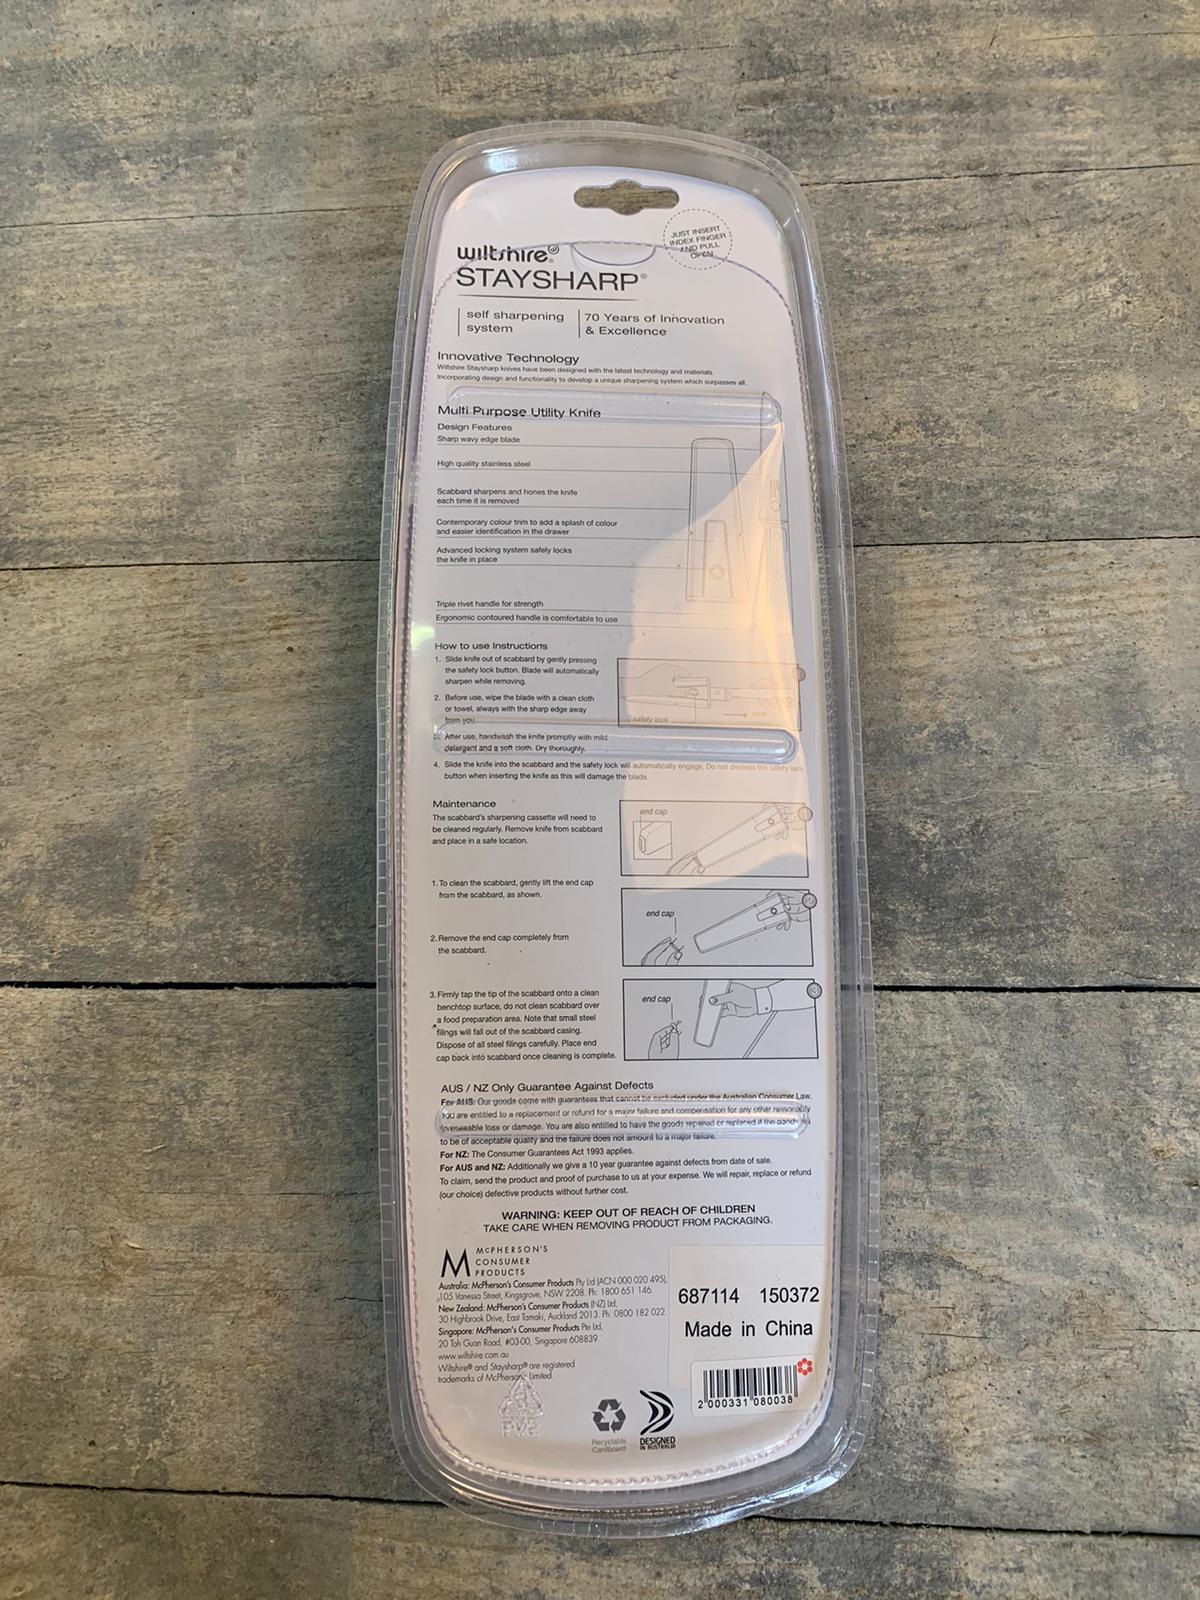 JUST INSERT
INDEX FINGER
AND PULL
OPEN
wiltshire®
STAYSHARP®
self sharpening
system
70 Years of Innovation
& Excellence
Innovative Technology
Wiltshire Staysharp knives have been designed with the latest technology and materials.
Incorporating design and functionality to develop a unique sharpening system which surpasses all.
Multi Purpose Utility Knife
Design Features
Sharp wavy edge blade
High quality stainless steel
Scabbard sharpens and hones the knife
each time it is removed
Contemporary colour trim to add a splash of colour
and easier identification in the drawer
Advanced locking system safely locks
the knife in place
Triple rivet handle for strength
Ergonomic contoured handle is comfortable to use
How to use Instructions
1. Slide knife out of scabbard by gently pressing
the safety lock button. Blade will automatically
sharpen while removing.
2. Before use, wipe the blade with a clean cloth
or towel, always with the sharp edge away
from you.
safety lock
slide
3. After use, handwash the knife promptly with mild
detergent and a soft cloth. Dry thoroughly.
4. Slide the knife into the scabbard and the safety lock will automatically engage. Do not depress the safety lock
button when inserting the knife as this will damage the blade.
Maintenance
The scabbard's sharpening cassette will need to
be cleaned regularly. Remove knife from scabbard
and place in a safe location.
end cap
1. To clean the scabbard, gently lift the end cap
from the scabbard, as shown.
end cap
2
2. Remove the end cap completely from
the scabbard.
3. Firmly tap the tip of the scabbard onto a clean
benchtop surface, do not clean scabbard over
a food preparation area. Note that small steel
filings will fall out of the scabbard casing.
Dispose of all steel filings carefully. Place end
cap back into scabbard once cleaning is complete.
end cap
3
AUS / NZ Only Guarantee Against Defects
For AUS: Our goods come with guarantees that cannot be excluded under the Australian Consumer Law.
You are entitled to a replacement or refund for a major failure and compensation for any other reasonably
foreseeable loss or damage. You are also entitled to have the goods repaired or replaced if the goods
to be of acceptable quality and the failure does not amount to a major failure.
For NZ: The Consumer Guarantees Act 1993 applies.
For AUS and NZ: Additionally we give a 10 year guarantee against defects from date of sale.
To claim, send the product and proof of purchase to us at your expense. We will repair, replace or refund
(our choice) defective products without further cost.
WARNING: KEEP OUT OF REACH OF CHILDREN
TAKE CARE WHEN REMOVING PRODUCT FROM PACKAGING.
M McPHERSON'S
CONSUMER
PRODUCTS
Australia: McPherson's Consumer Products Pty Ltd (ACN 000 020 495),
105 Vanessa Street, Kingsgrove, NSW 2208. Ph: 1800 651 146.
New Zealand: McPherson's Consumer Products (NZ) Ltd,
30 Highbrook Drive, East Tamaki, Auckland 2013. Ph: 0800 182 022.
Singapore: McPherson's Consumer Products Pte Ltd,
20 Toh Guan Road, #03-00, Singapore 608839.
www.wiltshire.com.au
Wiltshire® and Staysharp® are registered
trademarks of McPherson's Limited.
687114 150372
Made in China
2 000331 080038
P.V.C.
Recyclable
Cardboard
DESIGNED
IN AUSTRALIA